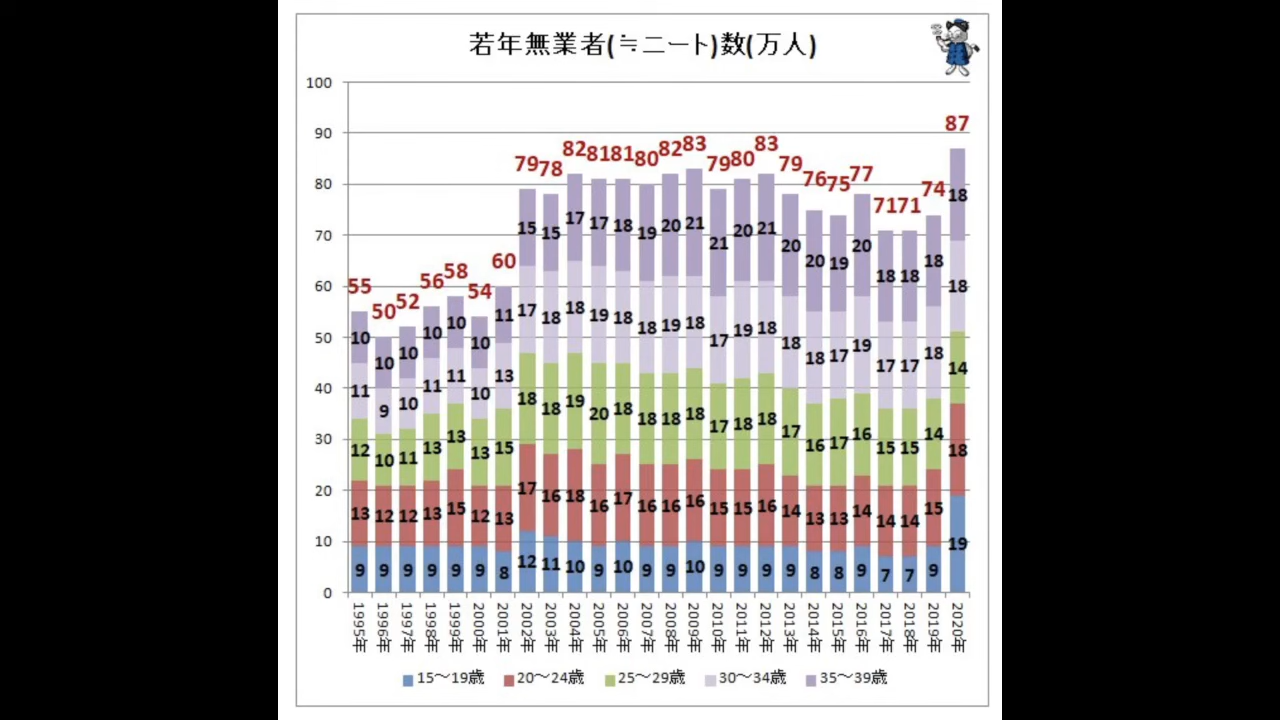 若年無業者(≒ニート)数(万人)
100
90
80
70
60
50
40
30
20
10
0
55 50 52 56 58 54 60 79 78 82 81 81 80 82 83 79 80 83 79 76 75 77 71 71 74 87
10 10 10 10 10 10 11 15 15 17 17 18 19 20 21 21 20 21 20 20 19 20 18 18 18 18
11 9 10 11 11 10 13 17 18 18 19 18 18 19 18 17 19 18 18 18 17 19 17 17 18 18
12 10 11 13 13 13 15 18 18 19 20 18 18 18 18 17 18 18 17 16 17 16 15 15 14 14
13 12 12 13 15 12 13 17 16 18 16 17 16 16 16 15 15 16 14 13 13 14 14 14 15 18
9 9 9 9 9 9 8 12 11 10 9 10 9 9 10 9 9 9 9 8 8 9 7 7 9 19
1995年 1996年 1997年 1998年 1999年 2000年 2001年 2002年 2003年 2004年 2005年 2006年 2007年 2008年 2009年 2010年 2011年 2012年 2013年 2014年 2015年 2016年 2017年 2018年 2019年 2020年
15～19歳 20～24歳 25～29歳 30～34歳 35～39歳